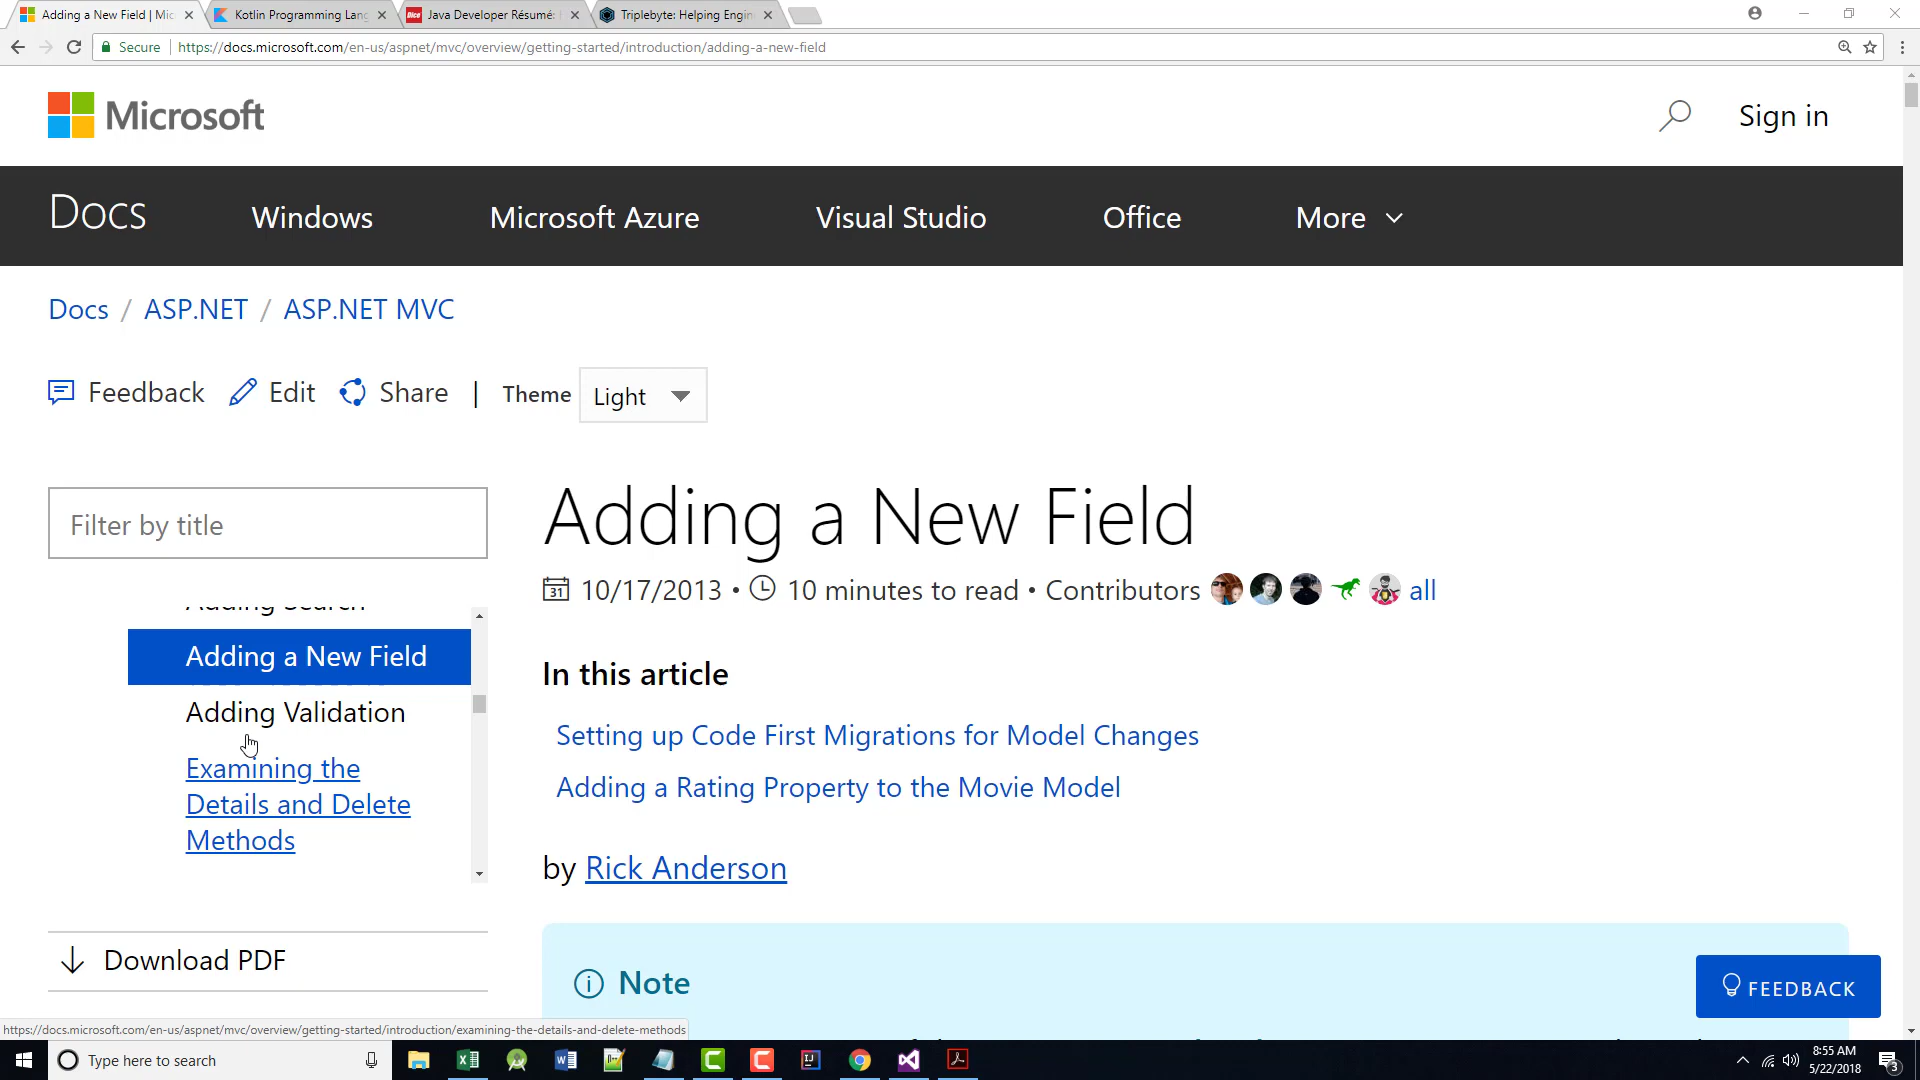 Adding a New Field | Mic
Kotlin Programming Lang
Dice
Java Developer Résumé:
Triplebyte: Helping Engin
Secure
https://docs.microsoft.com/en-us/aspnet/mvc/overview/getting-started/introduction/adding-a-new-field
Microsoft
Sign in
Docs
Windows
Microsoft Azure
Visual Studio
Office
More
Docs / ASP.NET / ASP.NET MVC
Feedback
Edit
Share
|
Theme
Light
Filter by title
Adding Search
Adding a New Field
Adding Validation
Examining the
Details and Delete
Methods
Download PDF
Adding a New Field
31
10/17/2013 • 10 minutes to read • Contributors all
In this article
Setting up Code First Migrations for Model Changes
Adding a Rating Property to the Movie Model
by Rick Anderson
Note
FEEDBACK
https://docs.microsoft.com/en-us/aspnet/mvc/overview/getting-started/introduction/examining-the-details-and-delete-methods
Type here to search
8:55 AM
5/22/2018
3